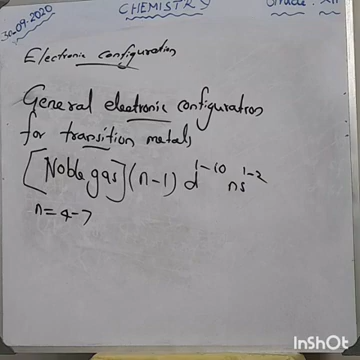 30.09.2020 CHEMISTRY Grade: XII
Electronic configuration
General electronic configuration
for transition metals
[Noble gas] (n-1) d¹⁻¹⁰ ns¹⁻²
n=4-7
InShOt